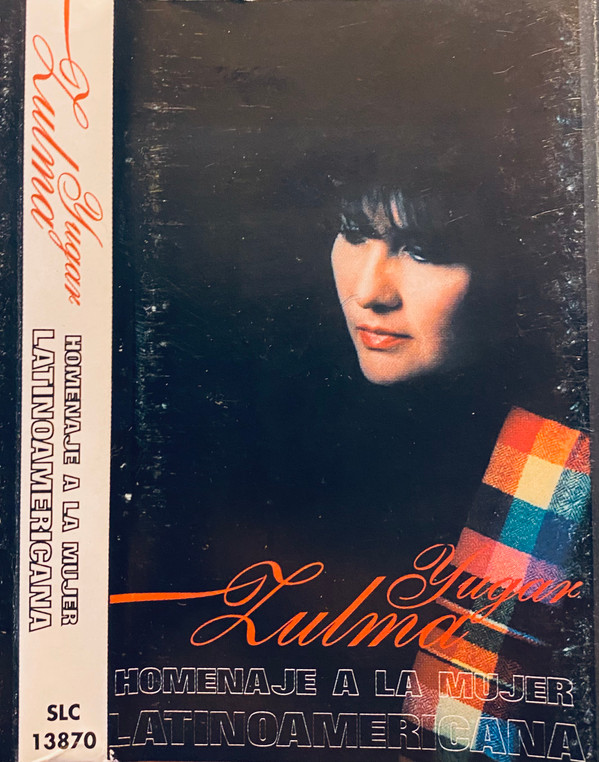 Zulma Yugar
HOMENAJE A LA MUJER
LATINOAMERICANA
SLC
13870
Yugar
Zulma
HOMENAJE A LA MUJER
LATINOAMERICANA